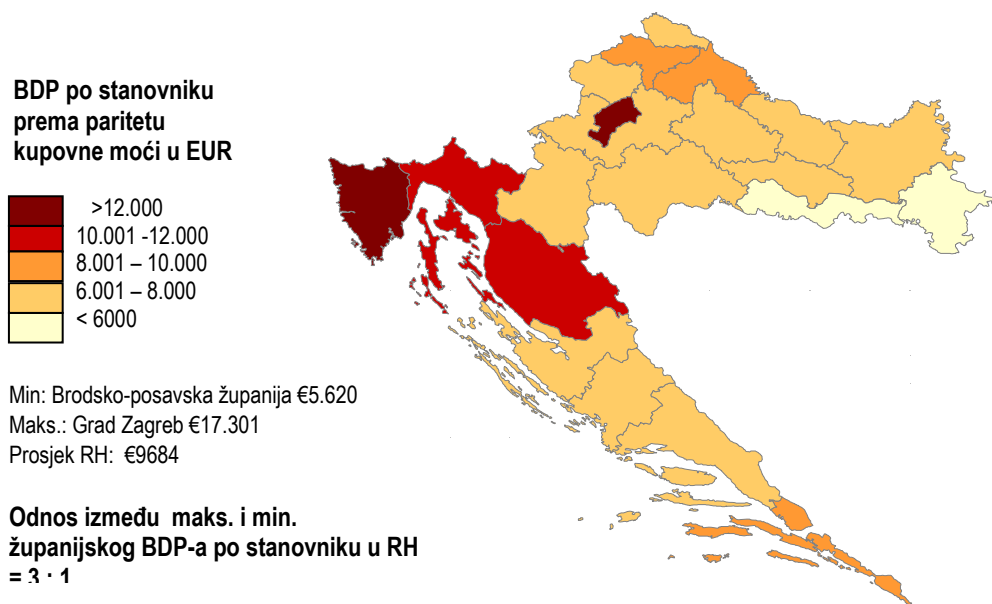 BDP po stanovniku
prema paritetu
kupovne moći u EUR
>12.000
10.001 -12.000
8.001 – 10.000
6.001 – 8.000
< 6000
Min: Brodsko-posavska županija €5.620
Maks.: Grad Zagreb €17.301
Prosjek RH: €9684
Odnos između maks. i min.
županijskog BDP-a po stanovniku u RH
= 3 : 1